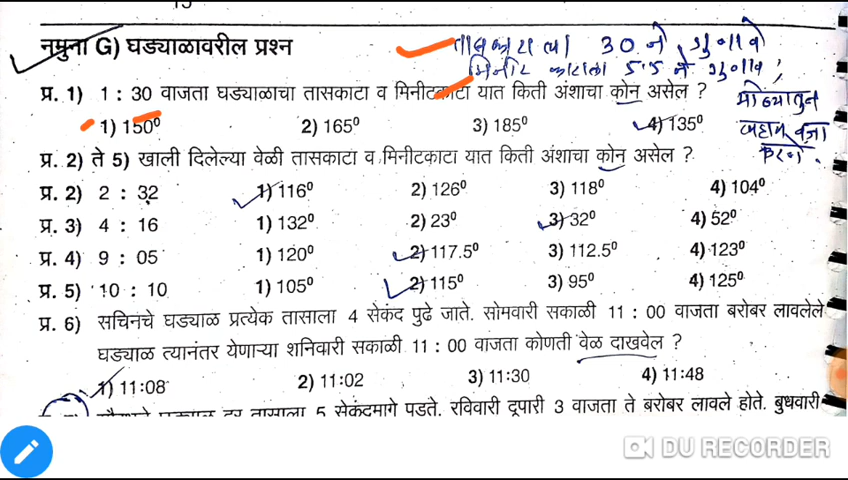 नमुना G) घड्याळावरील प्रश्न
तासकाटाला 30 ने गुणावे
मिनीट काटाला 5.5 ने गुणावे,
मोठ्यातुन
लहान वजा
करणे.
प्र. 1) 1 : 30 वाजता घड्याळाचा तासकाटा व मिनीटकाटा यात किती अंशाचा कोन असेल ?
1) 150⁰ 2) 165⁰ 3) 185⁰ 4) 135⁰
प्र. 2) ते 5) खाली दिलेल्या वेळी तासकाटा व मिनीटकाटा यात किती अंशाचा कोन असेल ?
प्र. 2) 2 : 32 1) 116⁰ 2) 126⁰ 3) 118⁰ 4) 104⁰
प्र. 3) 4 : 16 1) 132⁰ 2) 23⁰ 3) 32⁰ 4) 52⁰
प्र. 4) 9 : 05 1) 120⁰ 2) 117.5⁰ 3) 112.5⁰ 4) 123⁰
प्र. 5) 10 : 10 1) 105⁰ 2) 115⁰ 3) 95⁰ 4) 125⁰
प्र. 6) सचिनचे घड्याळ प्रत्येक तासाला 4 सेकंद पुढे जाते. सोमवारी सकाळी 11 : 00 वाजता बरोबर लावलेले
घड्याळ त्यानंतर येणाऱ्या शनिवारी सकाळी 11 : 00 वाजता कोणती वेळ दाखवेल ?
1) 11:08 2) 11:02 3) 11:30 4) 11:48
घड्याळ दर तासाला 5 सेकंदमागे पडते. रविवारी दूपारी 3 वाजता ते बरोबर लावले होते. बुधवारी
DU RECORDER